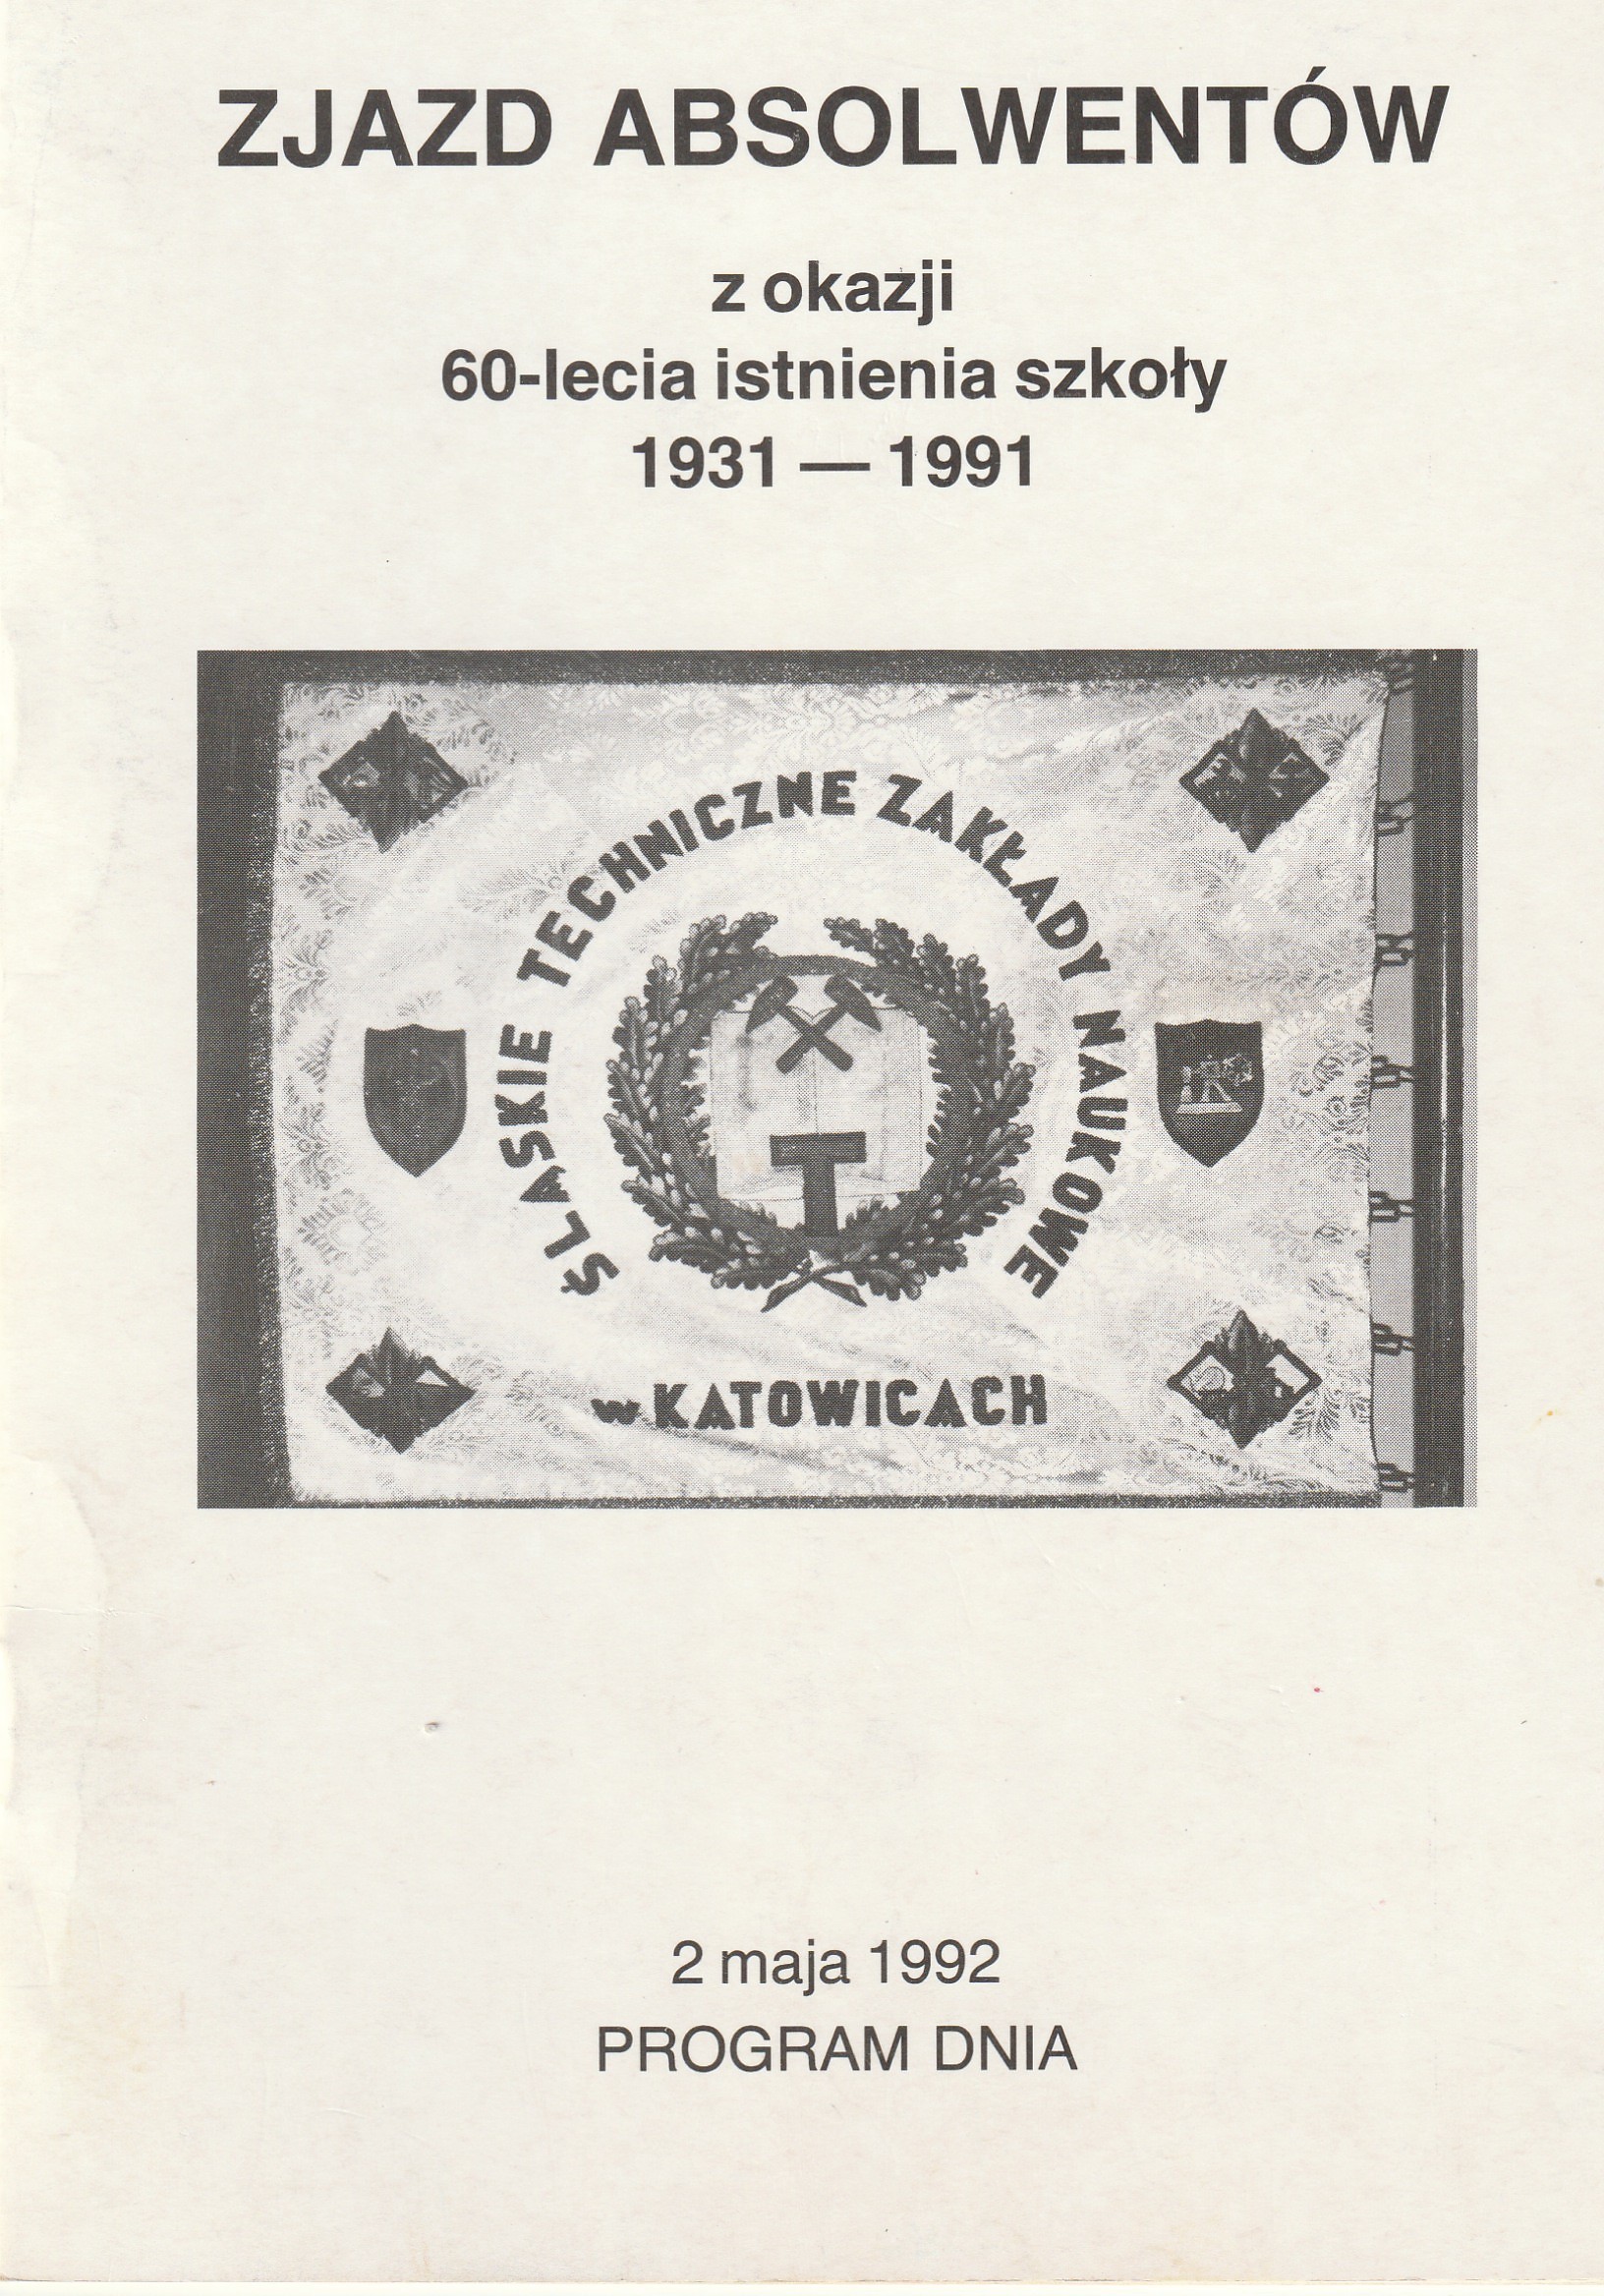 ZJAZD ABSOLWENTÓW
z okazji
60-lecia istnienia szkoły
1931 — 1991
ŚLĄSKIE TECHNICZNE ZAKŁADY NAUKOWE
w KATOWICACH
2 maja 1992
PROGRAM DNIA